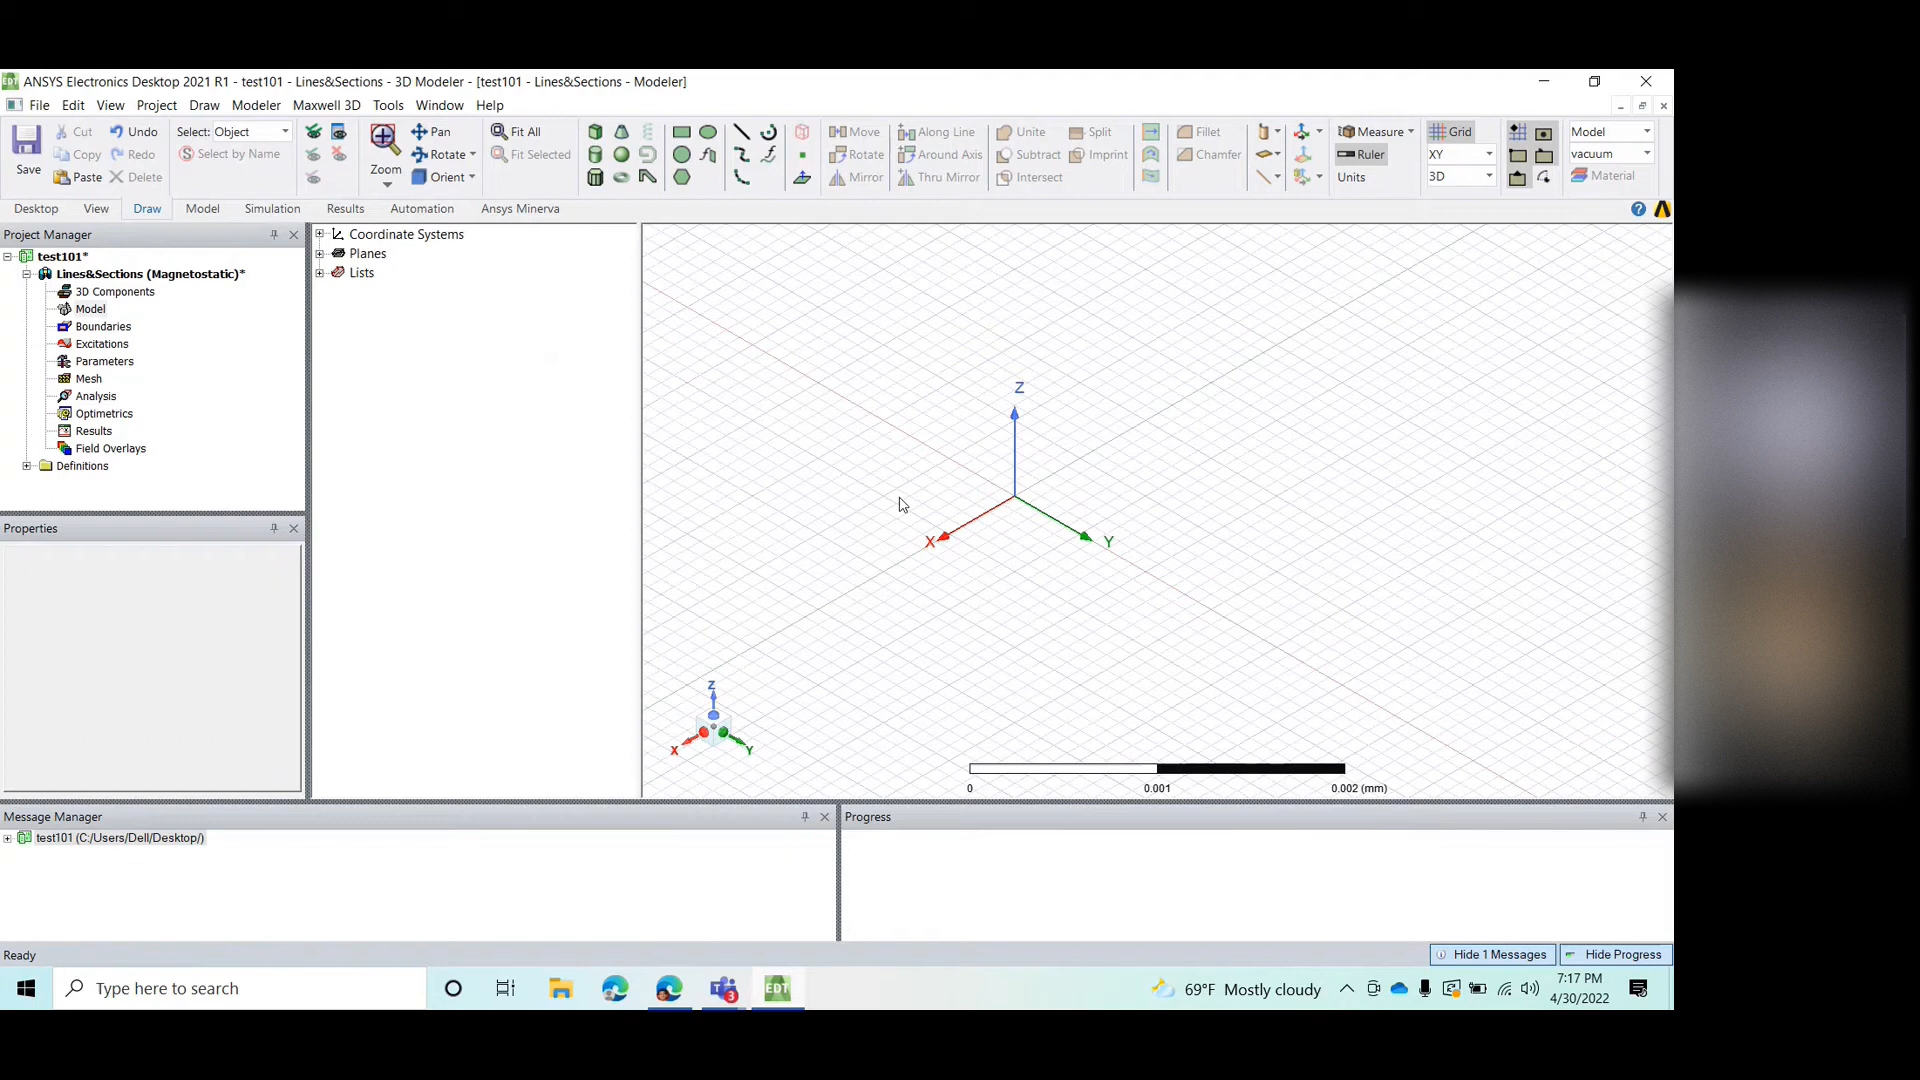 ANSYS Electronics Desktop 2021 R1 - test101 - Lines&Sections - 3D Modeler - [test101 - Lines&Sections - Modeler]
File Edit View Project Draw Modeler Maxwell 3D Tools Window Help
Cut Undo Select: Object Pan Fit All Move Along Line Unite Split Fillet Measure Grid Model
Copy Redo Select by Name Rotate Fit Selected Rotate Around Axis Subtract Imprint Chamfer Ruler XY vacuum
Save Paste Delete Zoom Orient Mirror Thru Mirror Intersect Units 3D Material
Desktop View Draw Model Simulation Results Automation Ansys Minerva
Project Manager
test101*
Lines&Sections (Magnetostatic)*
3D Components
Model
Boundaries
Excitations
Parameters
Mesh
Analysis
Optimetrics
Results
Field Overlays
Definitions
Properties
Coordinate Systems
Planes
Lists
Z
X Y
Z
X Y
0 0.001 0.002 (mm)
Message Manager
test101 (C:/Users/Dell/Desktop/)
Progress
Ready
Hide 1 Messages Hide Progress
Type here to search
EDT
3
69°F Mostly cloudy
7:17 PM
4/30/2022